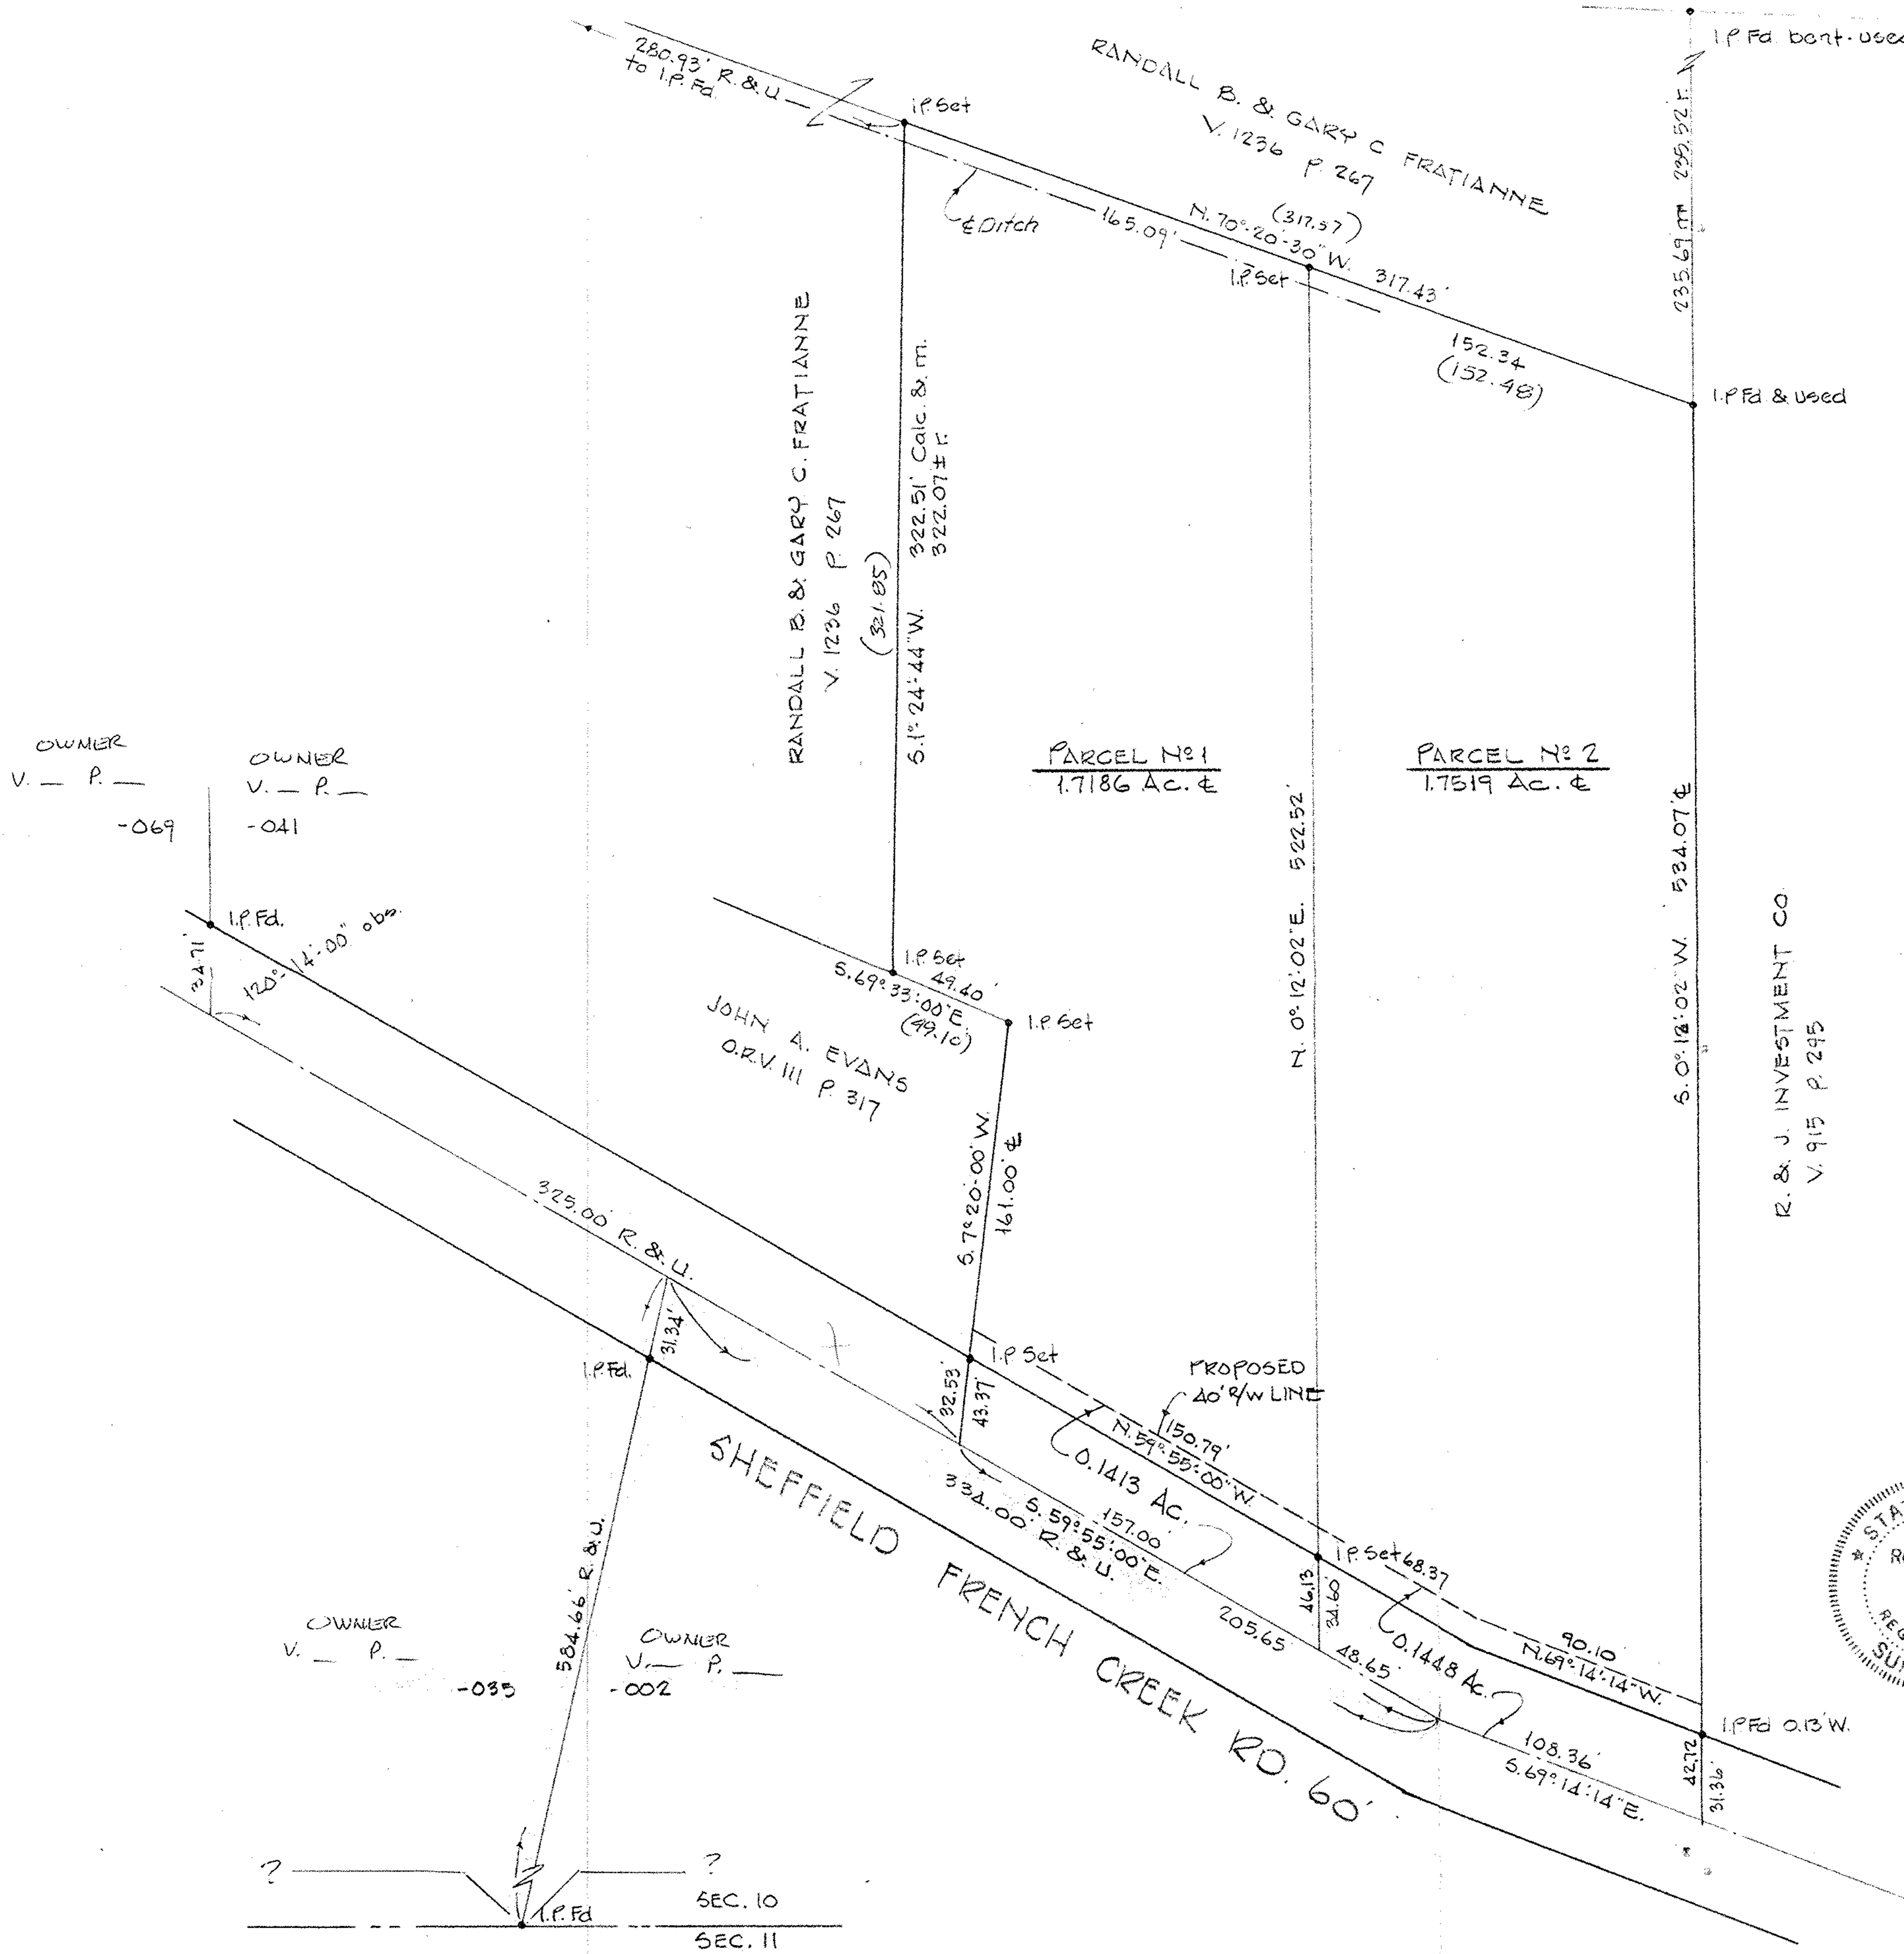 I.P. Fd. bent-used
280.93' R. & U.
to I.P. Fd.
I.P. Set
RANDALL B. & GARY C FRATIANNE
V. 1236 P. 267
235.69 m 235.52 r.
℄ Ditch
165.09'
(317.57)
N. 70°-20'-30" W. 317.43'
I.P. Set
152.34
(152.48)
I.P. Fd. & Used
RANDALL B. & GARY C. FRATIANNE
V. 1236 P. 267
(321.85)
S. 1°-24'-44" W. 322.51' Calc. & m.
322.07 ± r.
OWNER
V. __ P. __
-069
OWNER
V. __ P. __
-041
PARCEL Nº 1
1.7186 AC. ℄
PARCEL Nº 2
1.7519 AC. ℄
N. 0°-12'-02" E. 522.52'
S. 0°-12'-02" W. 534.07' ℄
R. & J. INVESTMENT CO.
V. 915 P. 295
I.P. Fd.
34.71'
120°-14'-00" obs.
I.P. Set
49.40'
S. 69°-33'-00" E.
(49.10)
I.P. Set
JOHN A. EVANS
O.R.V. 111 P. 317
S. 7°-20'-00" W.
161.00' ℄
325.00' R. & U.
31.34'
I.P. Fd.
I.P. Set
32.53'
43.37'
PROPOSED
40' R/W LINE
150.79'
N. 59°-55'-00" W.
0.1413 Ac.
157.00'
S. 59°-55'-00" E.
334.00' R. & U.
SHEFFIELD FRENCH CREEK RD. 60'
I.P. Set
68.37
46.13
34.60'
205.65'
48.65'
0.1448 Ac.
90.10'
N. 69°-14'-14" W.
I.P. Fd 0.13' W.
108.36'
S. 69°-14'-14" E.
42.72
31.36'
584.66' R. & U.
OWNER
V. __ P. __
-035
OWNER
V. __ P. __
-002
? ?
I.P. Fd
SEC. 10
SEC. 11